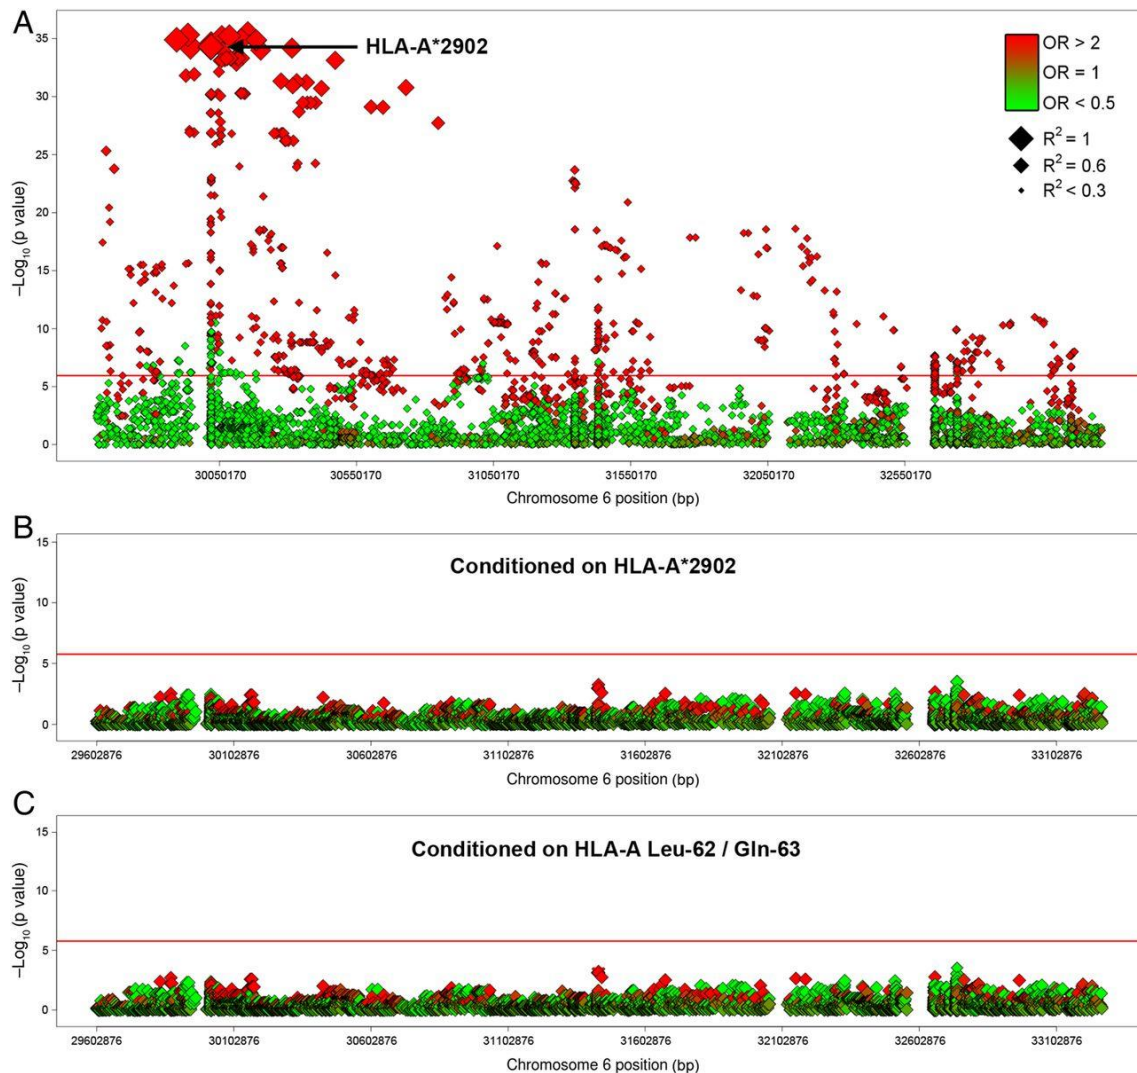 A
HLA-A*2902
OR > 2
OR = 1
OR < 0.5
R² = 1
R² = 0.6
R² < 0.3
35
30
25
20
15
10
5
0
–Log₁₀ (p value)
30050170 30550170 31050170 31550170 32050170 32550170
Chromosome 6 position (bp)
B
Conditioned on HLA-A*2902
15
10
5
0
–Log₁₀ (p value)
29602876 30102876 30602876 31102876 31602876 32102876 32602876 33102876
Chromosome 6 position (bp)
C
Conditioned on HLA-A Leu-62 / Gln-63
15
10
5
0
–Log₁₀ (p value)
29602876 30102876 30602876 31102876 31602876 32102876 32602876 33102876
Chromosome 6 position (bp)